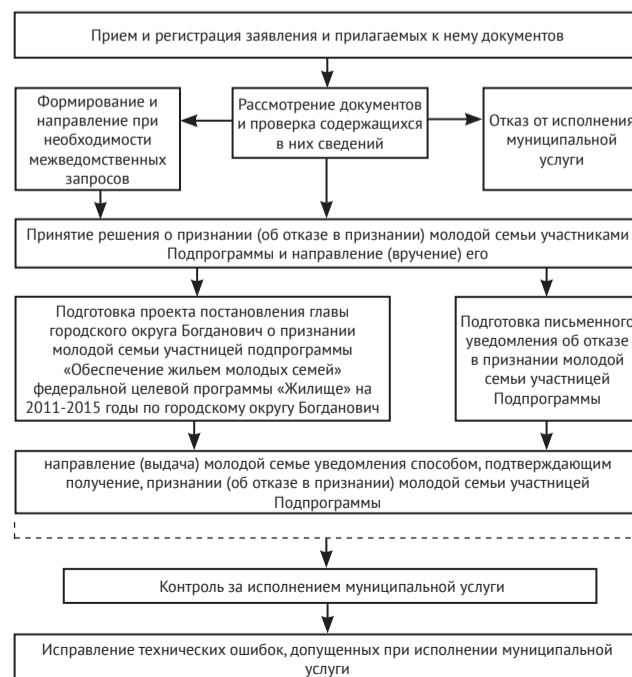 Прием и регистрация заявления и прилагаемых к нему документов
Формирование и
направление при
необходимости
межведомственных
запросов
Рассмотрение документов
и проверка содержащихся
в них сведений
Отказ от исполнения
муниципальной
услуги
Принятие решения о признании (об отказе в признании) молодой семьи участниками
Подпрограммы и направление (вручение) его
Подготовка проекта постановления главы
городского округа Богданович о признании
молодой семьи участницей подпрограммы
«Обеспечение жильем молодых семей»
федеральной целевой программы «Жилище» на
2011-2015 годы по городскому округу Богданович
Подготовка письменного
уведомления об отказе
в признании молодой
семьи участницей
Подпрограммы
направление (выдача) молодой семье уведомления способом, подтверждающим
получение, признании (об отказе в признании) молодой семьи участницей
Подпрограммы
Контроль за исполнением муниципальной услуги
Исправление технических ошибок, допущенных при исполнении муниципальной
услуги